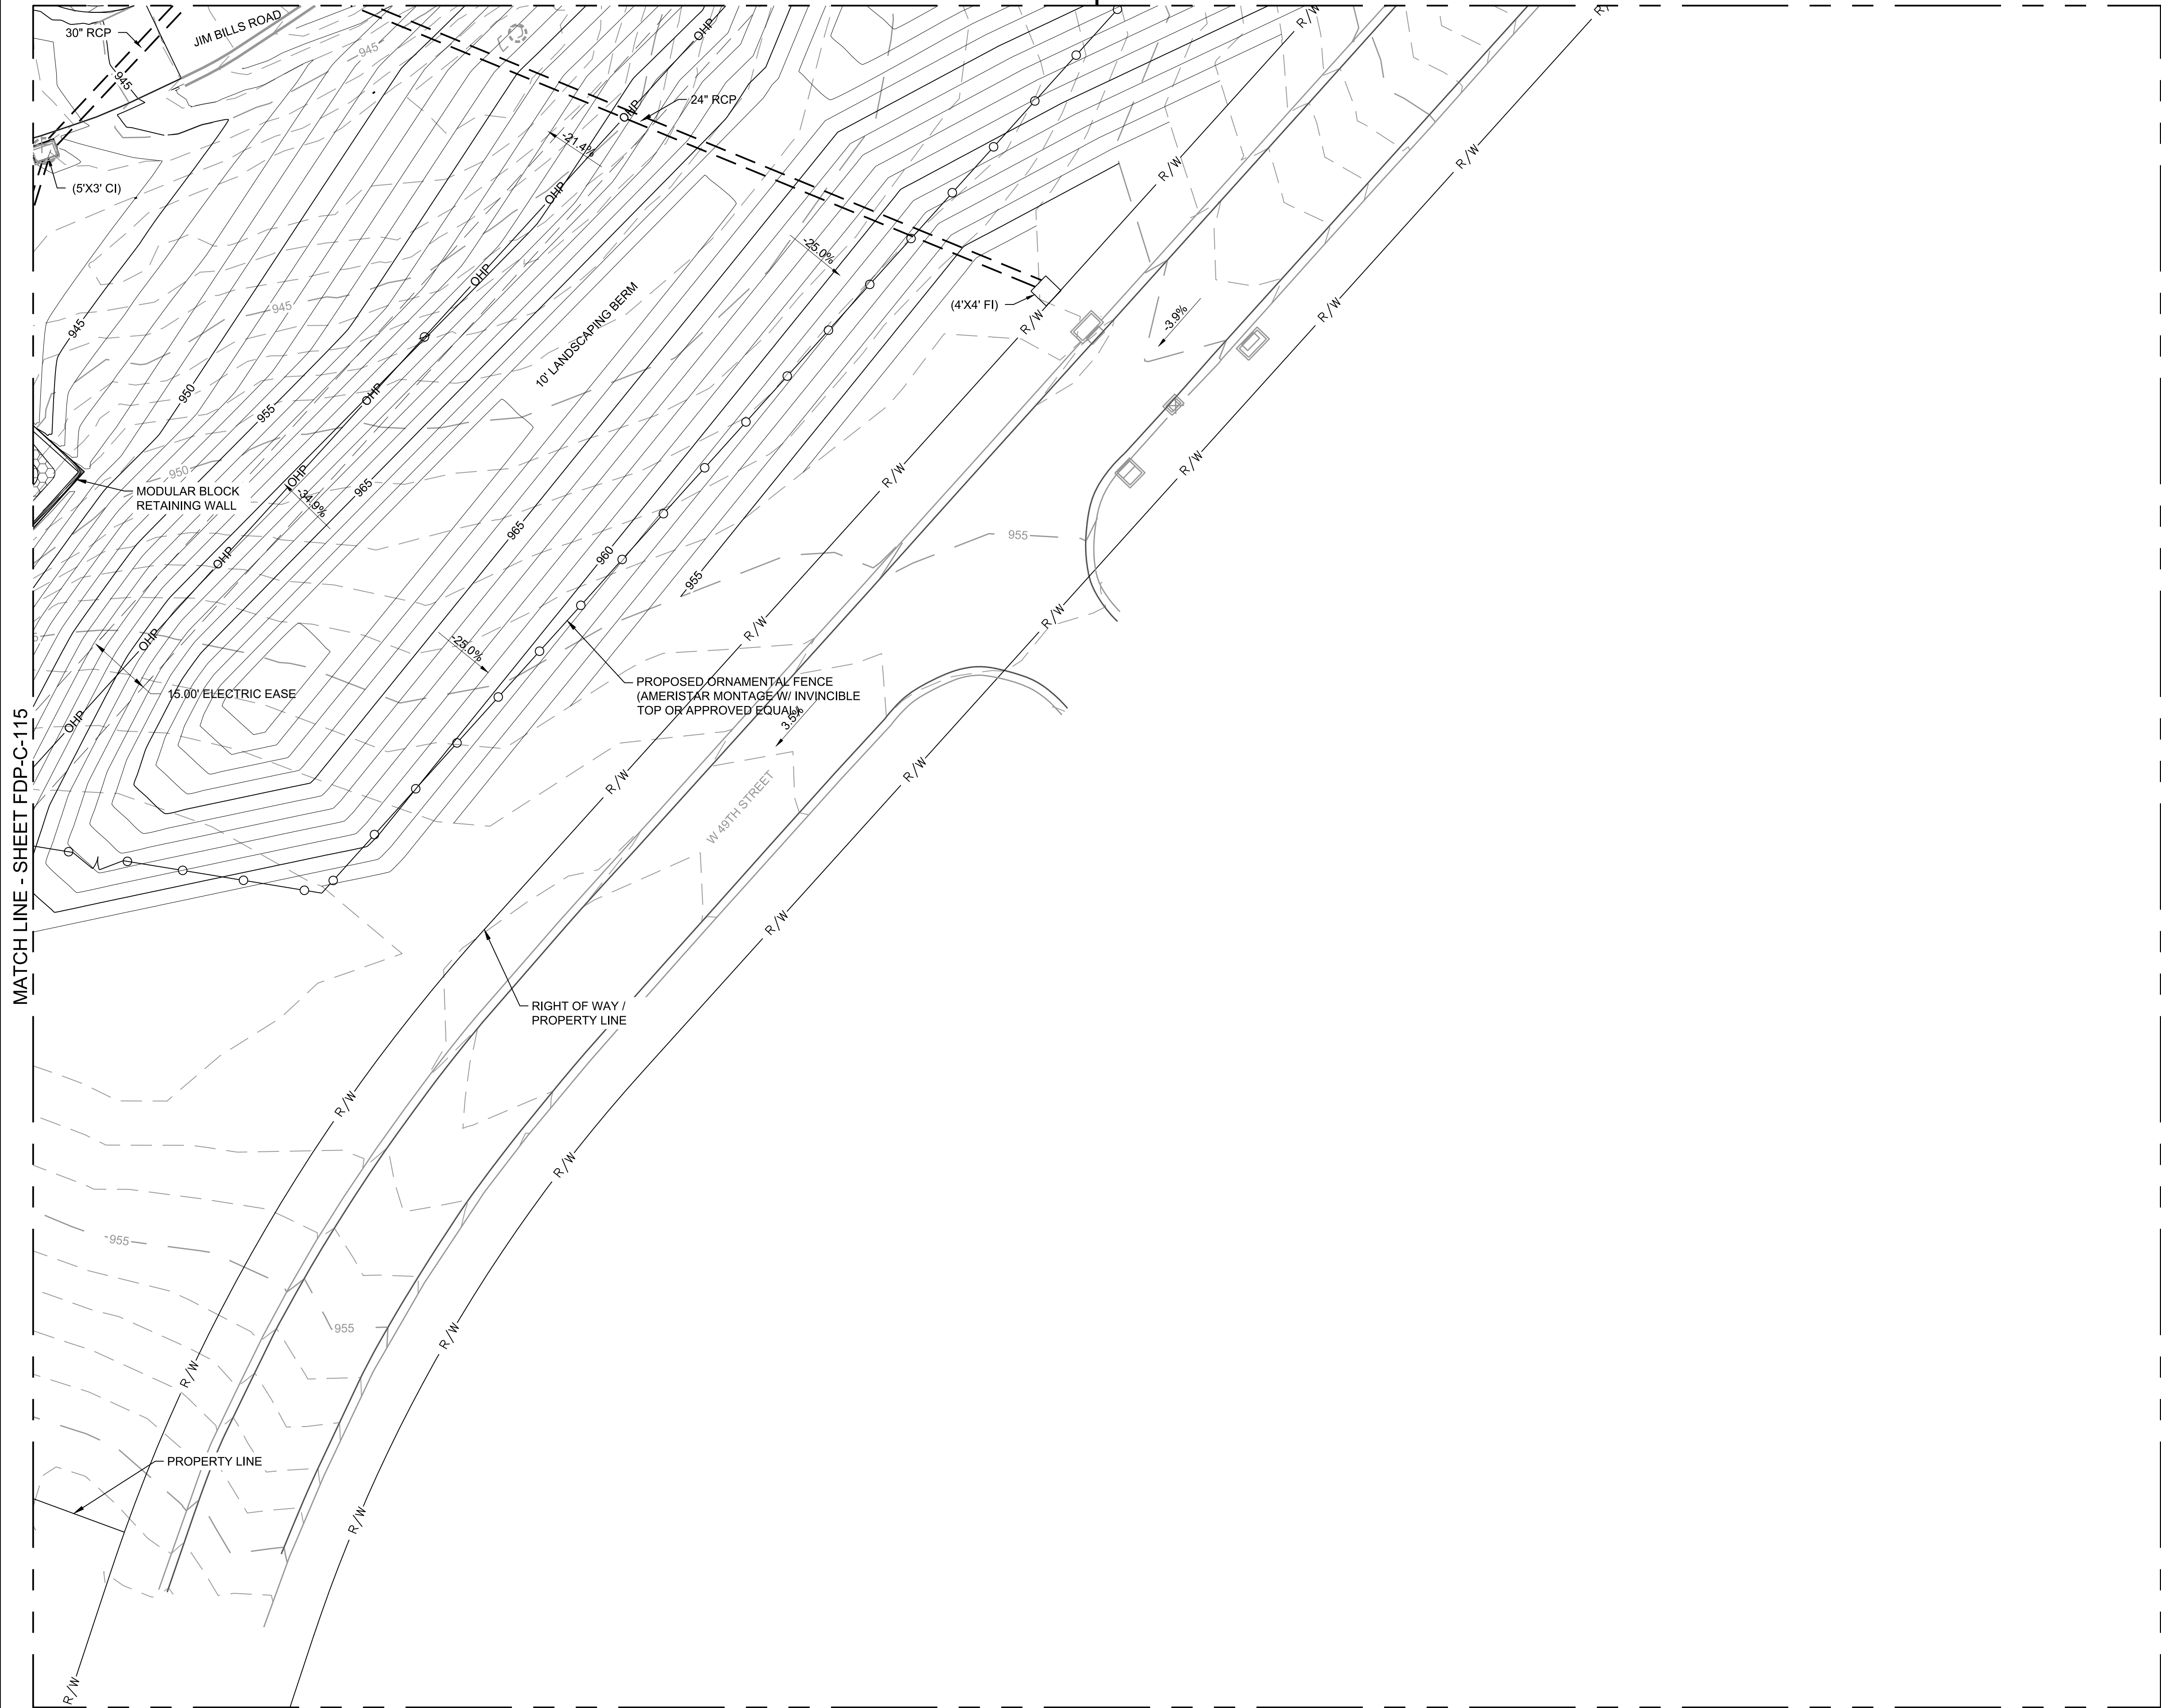 JIM BILLS ROAD
30" RCP
945
945
OHP
24" RCP
-21.4%
(5'X3' CI)
OHP
R/W
R/W
R/W
R/W
R/W
OHP
-25.0%
945
945
10' LANDSCAPING BERM
(4'X4' FI)
R/W
-3.9%
R/W
950
955
OHP
950
OHP
965
-34.9%
MODULAR BLOCK
RETAINING WALL
R/W
R/W
965
960
955
955
OHP
OHP
-25.0%
R/W
R/W
15.00' ELECTRIC EASE
OHP
PROPOSED ORNAMENTAL FENCE
(AMERISTAR MONTAGE W/ INVINCIBLE
TOP OR APPROVED EQUAL)
3.5%
R/W
R/W
W 49TH STREET
MATCH LINE - SHEET FDP-C-115
R/W
RIGHT OF WAY /
PROPERTY LINE
R/W
R/W
955
955
R/W
R/W
PROPERTY LINE
R/W
R/W